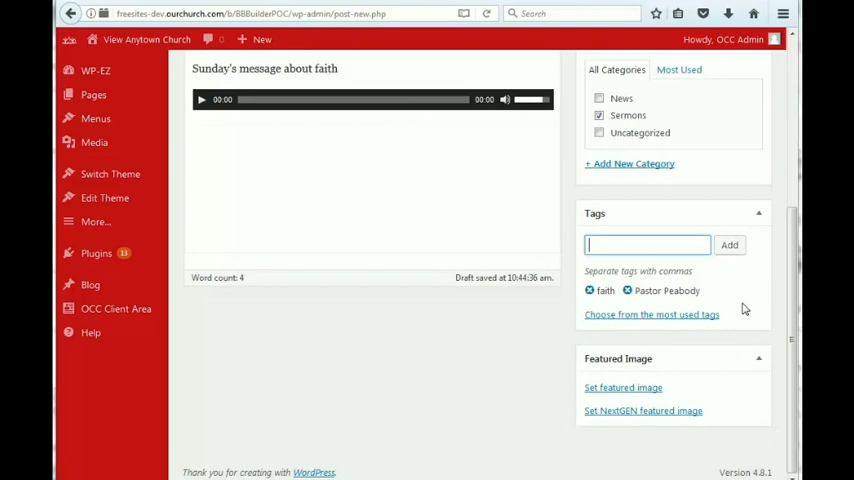 freesites-dev.ourchurch.com/b/BBBuilderPOC/wp-admin/post-new.php
Search
View Anytown Church
0
New
Howdy, OCC Admin
WP-EZ
Pages
Menus
Media
Switch Theme
Edit Theme
More...
Plugins 13
Blog
OCC Client Area
Help
Sunday's message about faith
00:00
00:00
Word count: 4
Draft saved at 10:44:36 am.
All Categories
Most Used
News
Sermons
Uncategorized
+ Add New Category
Tags
Add
Separate tags with commas
faith
Pastor Peabody
Choose from the most used tags
Featured Image
Set featured image
Set NextGEN featured image
Thank you for creating with WordPress.
Version 4.8.1